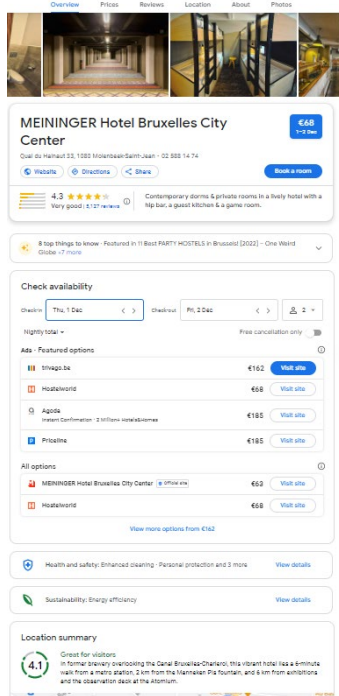 Overview Prices Reviews Location About Photos
MEININGER Hotel Bruxelles City
Center
€68
1–2 Dec
Quai du Hainaut 33, 1080 Molenbeek-Saint-Jean · 02 588 14 74
Website Directions Share Book a room
4.3
Very good 5,127 reviews
Contemporary dorms & private rooms in a lively hotel with a
hip bar, a guest kitchen & a game room.
8 top things to know · Featured in 11 Best PARTY HOSTELS in Brussels! [2022] - One Weird
Globe +7 more
Check availability
Check-in Thu, 1 Dec < > Checkout Fri, 2 Dec < > 2
Nightly total Free cancellation only
Ads · Featured options
trivago.be €162 Visit site
Hostelworld €68 Visit site
Agoda €185 Visit site
Instant Confirmation · 2 Million+ Hotels&Homes
Priceline €185 Visit site
All options
MEININGER Hotel Bruxelles City Center Official site €63 Visit site
Hostelworld €68 Visit site
View more options from €162
Health and safety: Enhanced cleaning · Personal protection and 3 more View details
Sustainability: Energy efficiency View details
Location summary
4.1
Great for visitors
In former brewery overlooking the Canal Bruxelles-Charleroi, this vibrant hotel lies a 6-minute
walk from a metro station, 2 km from the Manneken Pis fountain, and 6 km from exhibitions
and the observation deck at the Atomium.